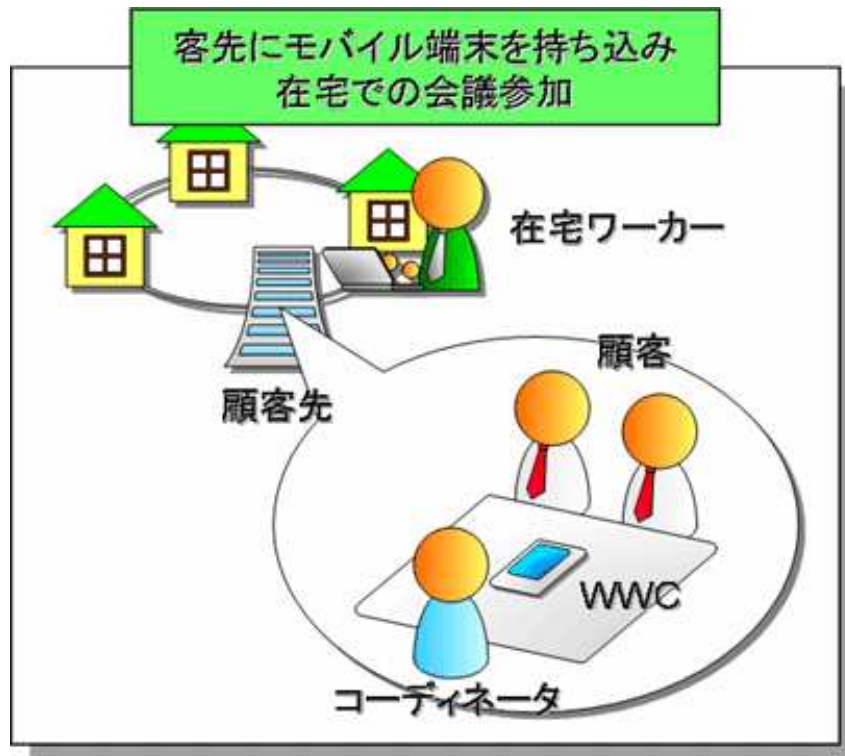 客先にモバイル端末を持ち込み
在宅での会議参加
在宅ワーカー
顧客
顧客先
WWC
コーディネータ